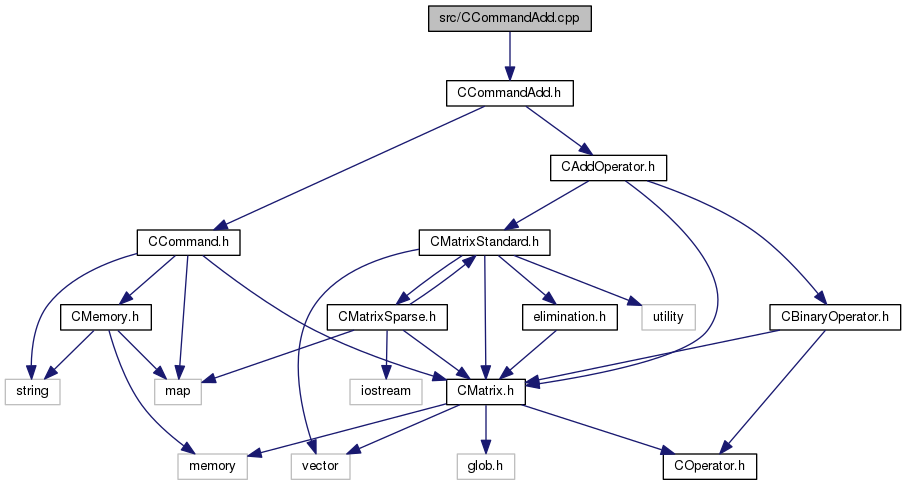 src/CCommandAdd.cpp
CCommandAdd.h
CAddOperator.h
CCommand.h
CMatrixStandard.h
CMemory.h
CMatrixSparse.h
elimination.h
utility
CBinaryOperator.h
string
map
iostream
CMatrix.h
memory
vector
glob.h
COperator.h